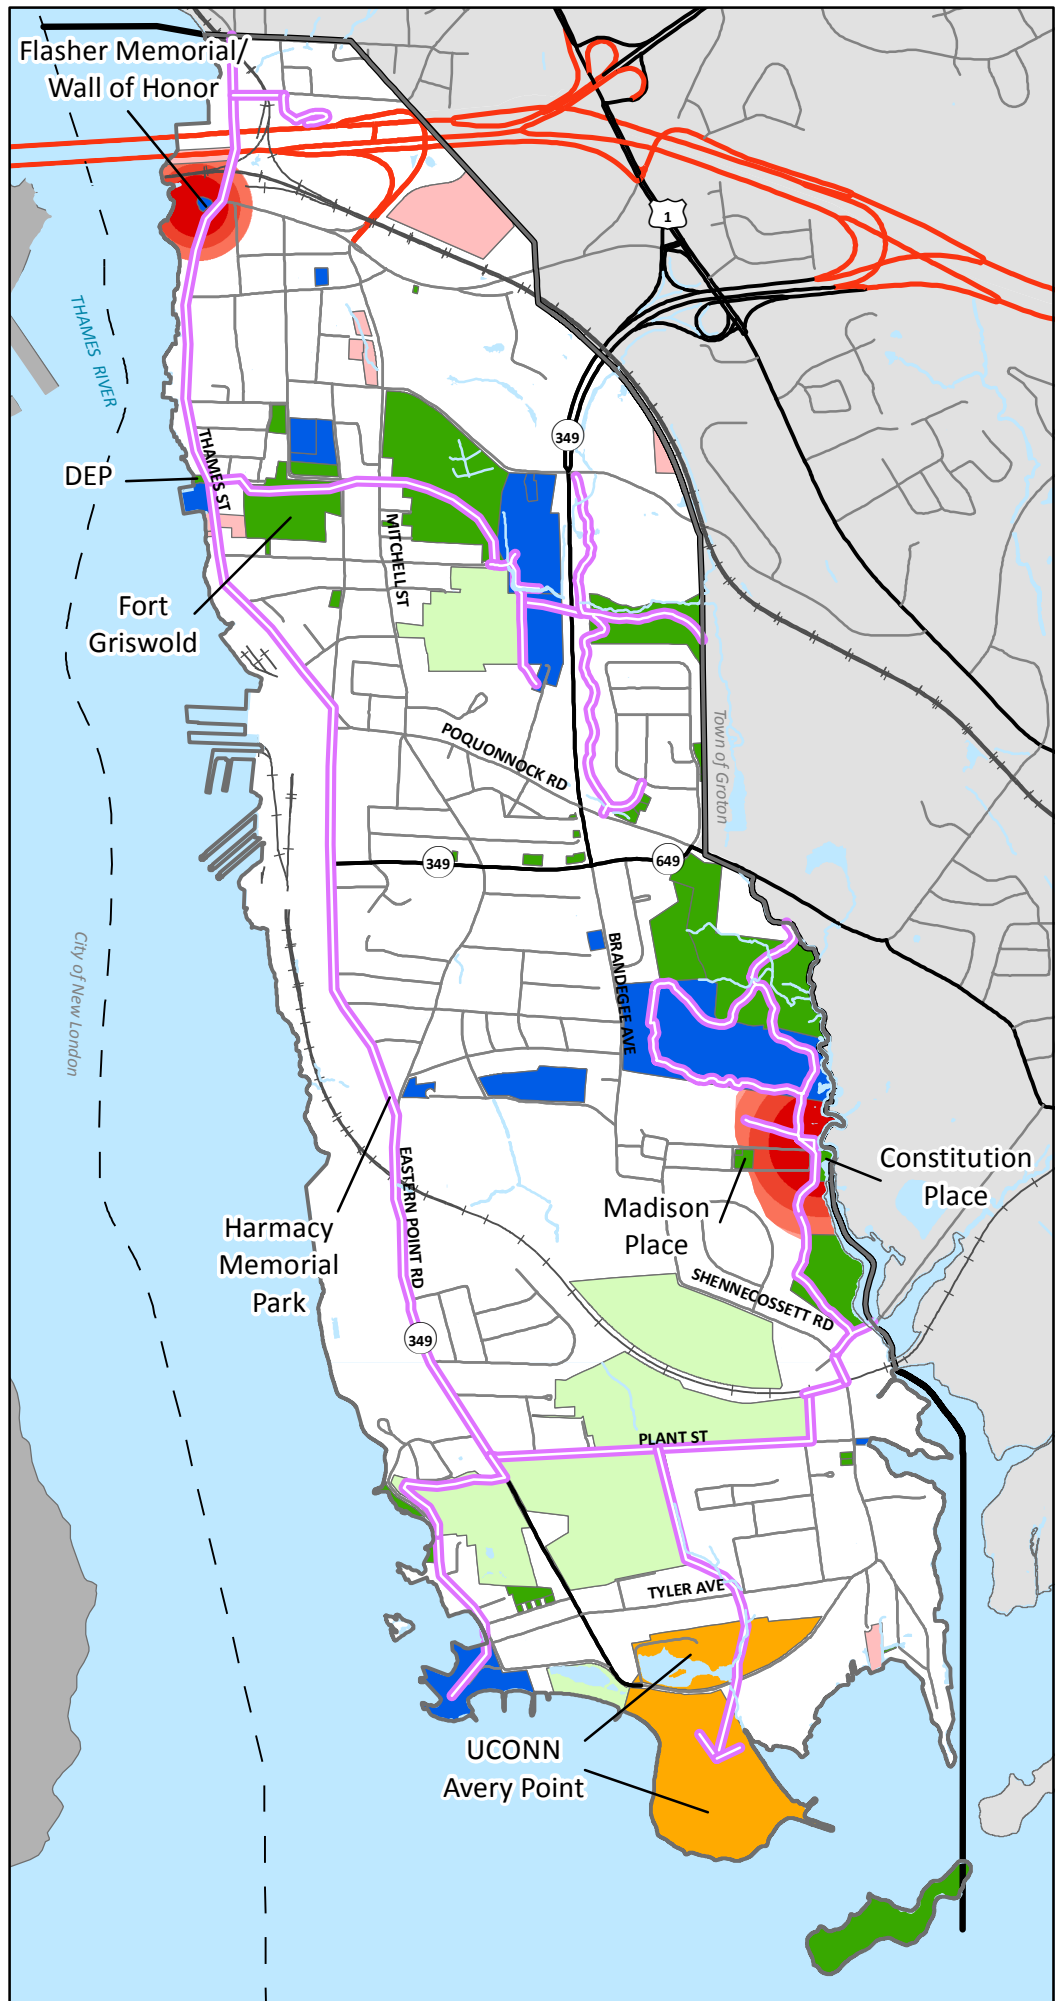 Flasher Memorial/
Wall of Honor
1
THAMES RIVER
349
THAMES ST
DEP
MITCHELL ST
Fort
Griswold
Town of Groton
POQUONNOCK RD
349
649
City of New London
BRANDEGEE AVE
EASTERN POINT RD
Constitution
Place
Madison
Place
Harmacy
Memorial
Park
SHENNECOSSETT RD
349
PLANT ST
TYLER AVE
UCONN
Avery Point